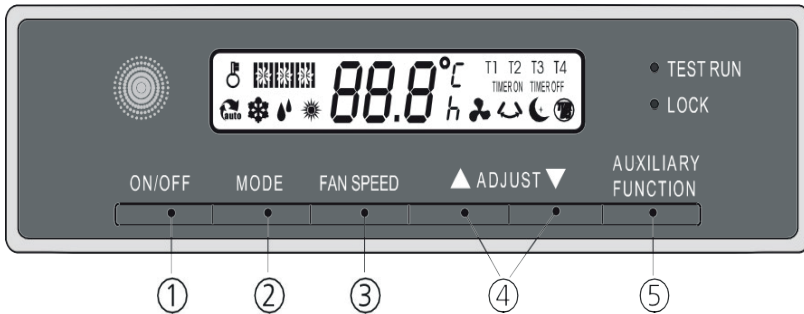 88.8°C h
T1 T2 T3 T4
TIMER ON TIMER OFF
auto
TEST RUN
LOCK
ON/OFF
MODE
FAN SPEED
▲ ADJUST ▼
AUXILIARY
FUNCTION
① ② ③ ④ ⑤